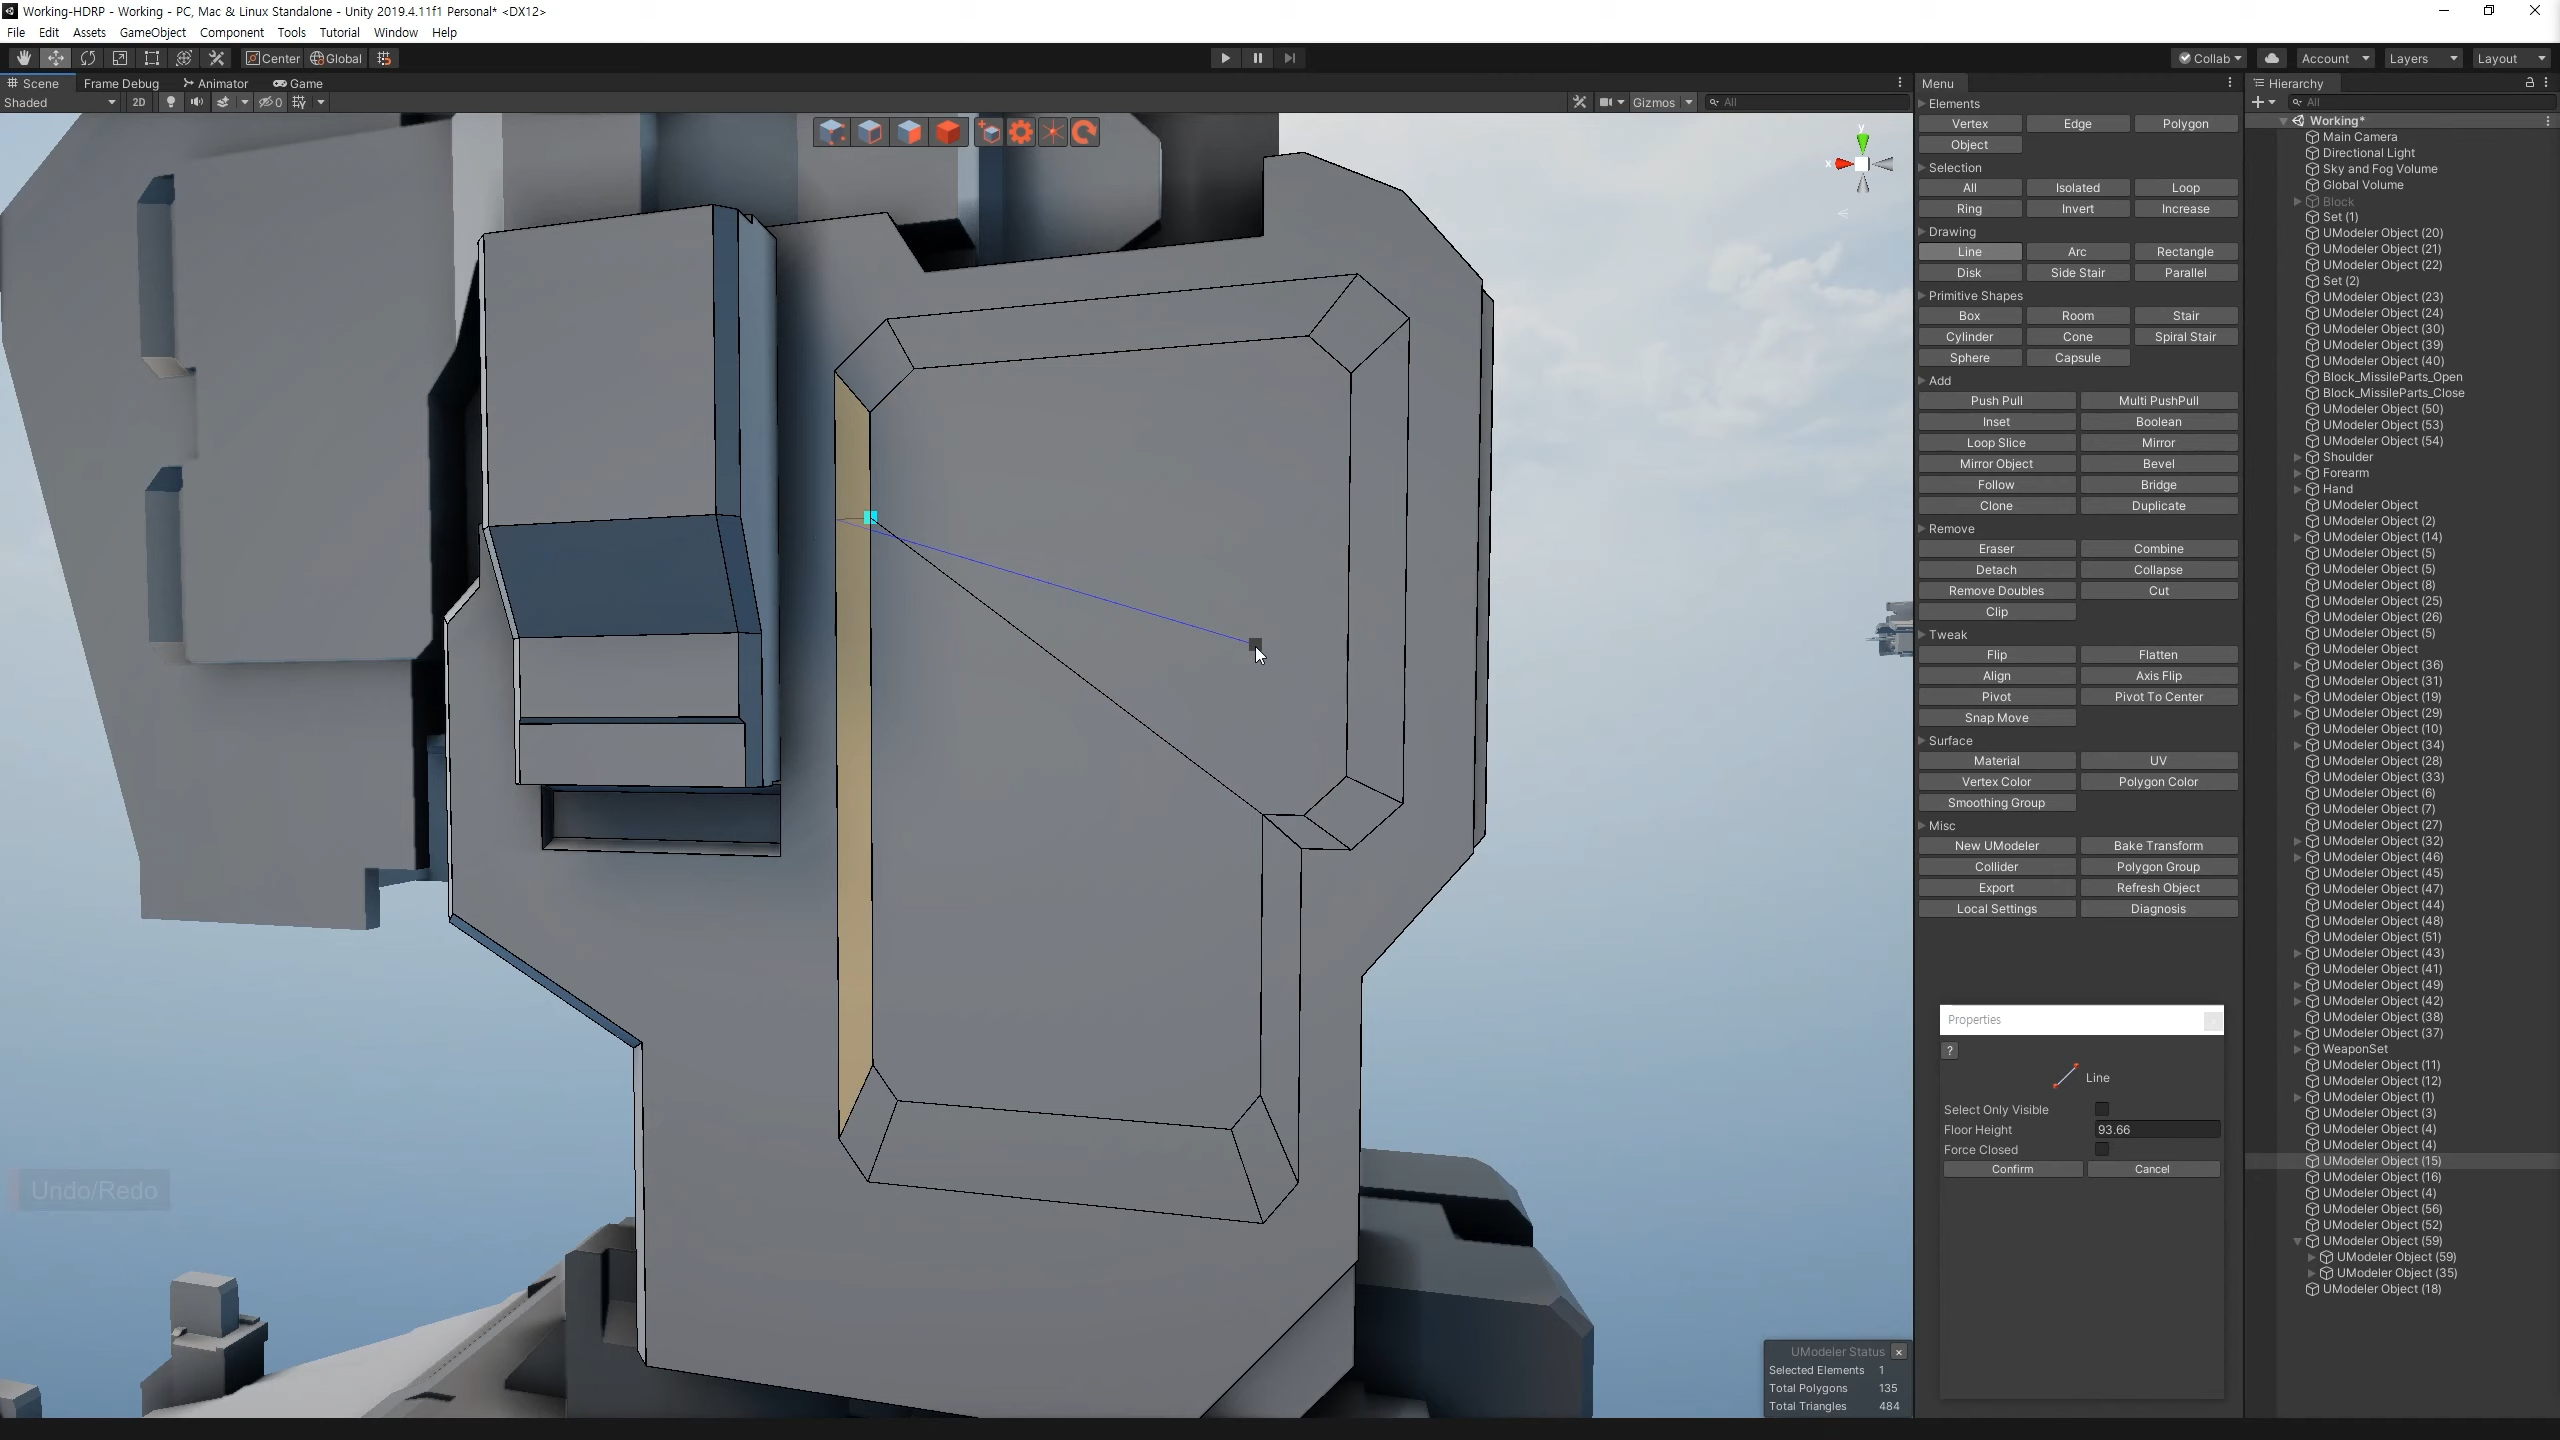 Working-HDRP - Working - PC, Mac & Linux Standalone - Unity 2019.4.11f1 Personal* <DX12>
File Edit Assets GameObject Component Tools Tutorial Window Help
Center Global
Collab Account Layers Layout
Scene Frame Debug Animator Game
Shaded 2D 0 Gizmos All
y
x
Undo/Redo
UModeler Status
Selected Elements 1
Total Polygons 135
Total Triangles 484
Menu
Elements
Vertex Edge Polygon
Object
Selection
All Isolated Loop
Ring Invert Increase
Drawing
Line Arc Rectangle
Disk Side Stair Parallel
Primitive Shapes
Box Room Stair
Cylinder Cone Spiral Stair
Sphere Capsule
Add
Push Pull Multi PushPull
Inset Boolean
Loop Slice Mirror
Mirror Object Bevel
Follow Bridge
Clone Duplicate
Remove
Eraser Combine
Detach Collapse
Remove Doubles Cut
Clip
Tweak
Flip Flatten
Align Axis Flip
Pivot Pivot To Center
Snap Move
Surface
Material UV
Vertex Color Polygon Color
Smoothing Group
Misc
New UModeler Bake Transform
Collider Polygon Group
Export Refresh Object
Local Settings Diagnosis
Properties
?
Line
Select Only Visible
Floor Height 93.66
Force Closed
Confirm Cancel
Hierarchy
All
Working*
Main Camera
Directional Light
Sky and Fog Volume
Global Volume
Block
Set (1)
UModeler Object (20)
UModeler Object (21)
UModeler Object (22)
Set (2)
UModeler Object (23)
UModeler Object (24)
UModeler Object (30)
UModeler Object (39)
UModeler Object (40)
Block_MissileParts_Open
Block_MissileParts_Close
UModeler Object (50)
UModeler Object (53)
UModeler Object (54)
Shoulder
Forearm
Hand
UModeler Object
UModeler Object (2)
UModeler Object (14)
UModeler Object (5)
UModeler Object (5)
UModeler Object (8)
UModeler Object (25)
UModeler Object (26)
UModeler Object (5)
UModeler Object
UModeler Object (36)
UModeler Object (31)
UModeler Object (19)
UModeler Object (29)
UModeler Object (10)
UModeler Object (34)
UModeler Object (28)
UModeler Object (33)
UModeler Object (6)
UModeler Object (7)
UModeler Object (27)
UModeler Object (32)
UModeler Object (46)
UModeler Object (45)
UModeler Object (47)
UModeler Object (44)
UModeler Object (48)
UModeler Object (51)
UModeler Object (43)
UModeler Object (41)
UModeler Object (49)
UModeler Object (42)
UModeler Object (38)
UModeler Object (37)
WeaponSet
UModeler Object (11)
UModeler Object (12)
UModeler Object (1)
UModeler Object (3)
UModeler Object (4)
UModeler Object (4)
UModeler Object (15)
UModeler Object (16)
UModeler Object (4)
UModeler Object (56)
UModeler Object (52)
UModeler Object (59)
UModeler Object (59)
UModeler Object (35)
UModeler Object (18)